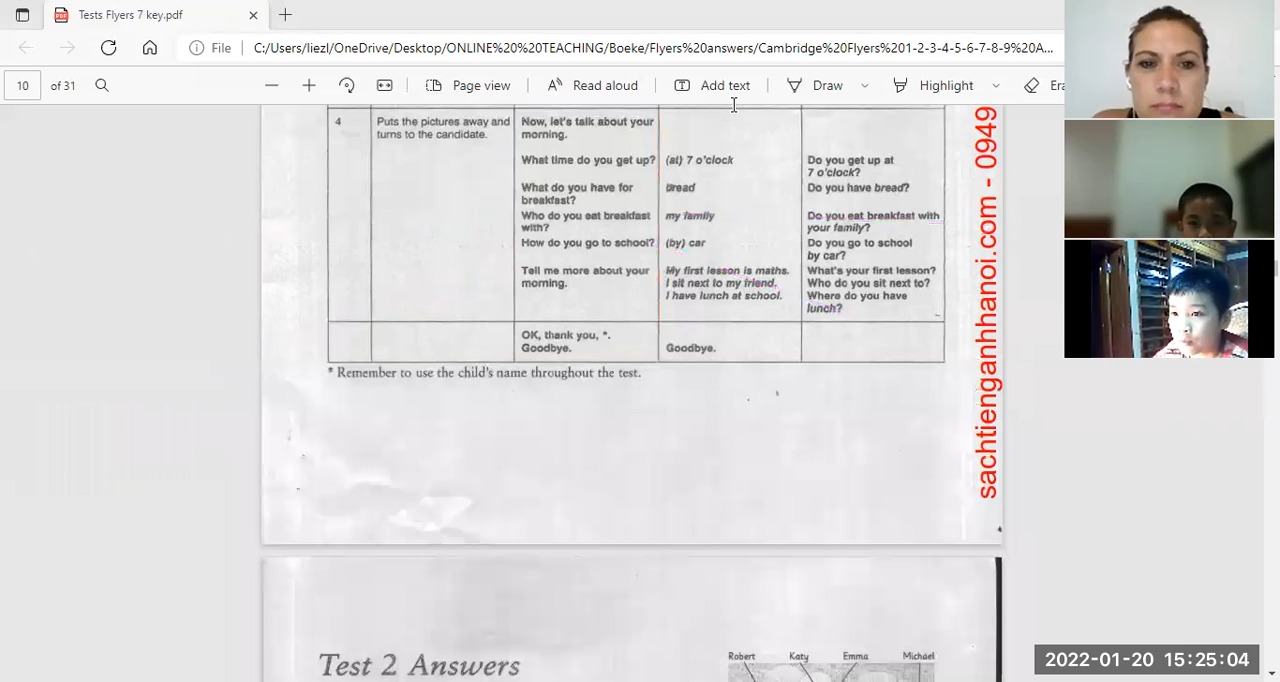 Tests Flyers 7 key.pdf
File
C:/Users/liezl/OneDrive/Desktop/ONLINE%20%20TEACHING/Boeke/Flyers%20answers/Cambridge%20Flyers%201-2-3-4-5-6-7-8-9%20A...
10 of 31
Page view
Read aloud
Add text
Draw
Highlight
Era
4
Puts the pictures away and
turns to the candidate.
Now, let's talk about your
morning.
What time do you get up?
(at) 7 o'clock
Do you get up at
7 o'clock?
What do you have for
breakfast?
Bread
Do you have bread?
Who do you eat breakfast
with?
my family
Do you eat breakfast with
your family?
How do you go to school?
(by) car
Do you go to school
by car?
Tell me more about your
morning.
My first lesson is maths.
I sit next to my friend.
I have lunch at school.
What's your first lesson?
Who do you sit next to?
Where do you have
lunch?
OK, thank you, *.
Goodbye.
Goodbye.
* Remember to use the child's name throughout the test.
sachtienganhhanoi.com - 0949
Test 2 Answers
Robert Katy Emma Michael
2022-01-20 15:25:04